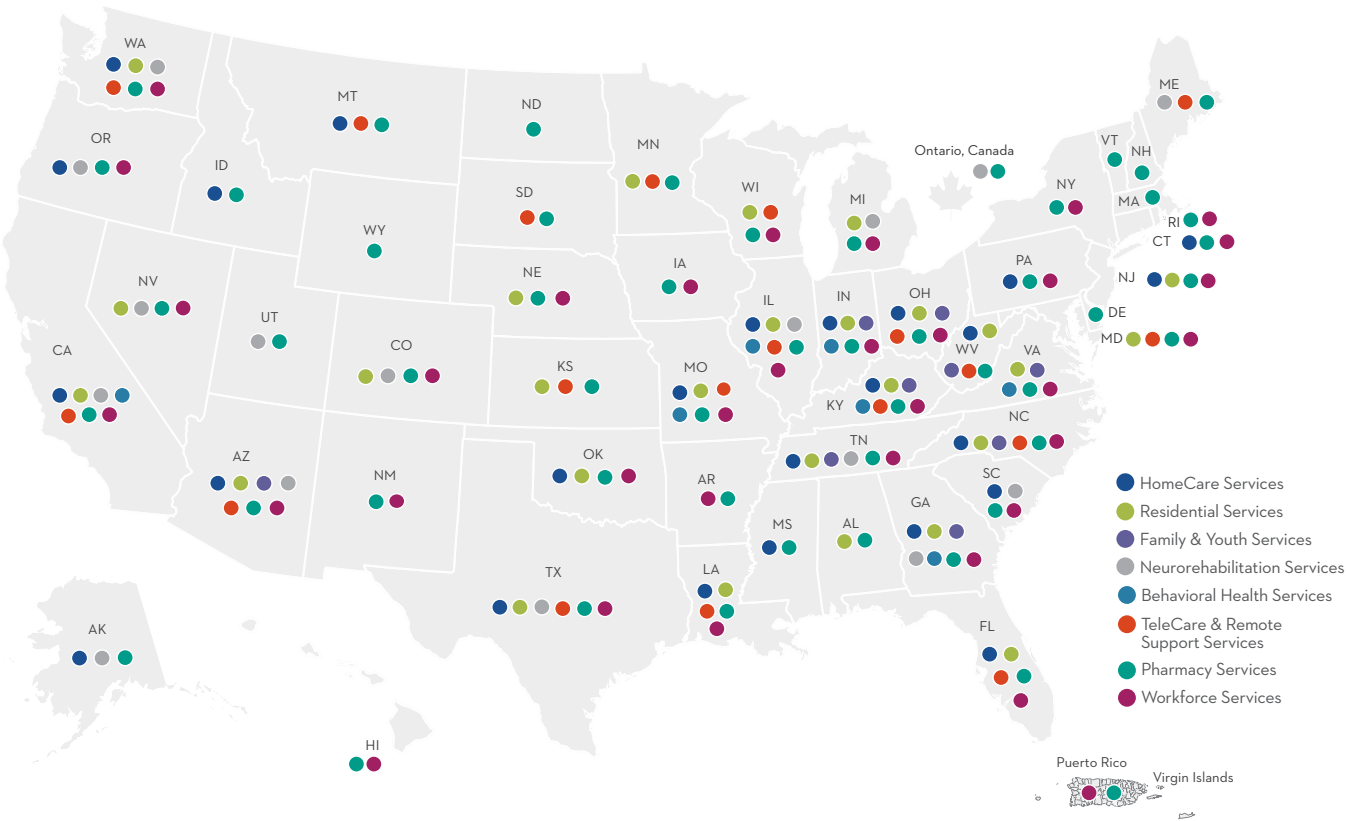 WA
MT
ND
OR
ID
MN
SD
WI
MI
Ontario, Canada
ME
VT
NH
NY
MA
RI
CT
WY
NV
NE
IA
PA
NJ
UT
IL
IN
OH
DE
CA
CO
KS
MO
WV
VA
MD
KY
NC
AZ
NM
OK
AR
TN
SC
MS
AL
GA
TX
LA
FL
AK
HI
HomeCare Services
Residential Services
Family & Youth Services
Neurorehabilitation Services
Behavioral Health Services
TeleCare & Remote
Support Services
Pharmacy Services
Workforce Services
Puerto Rico
Virgin Islands